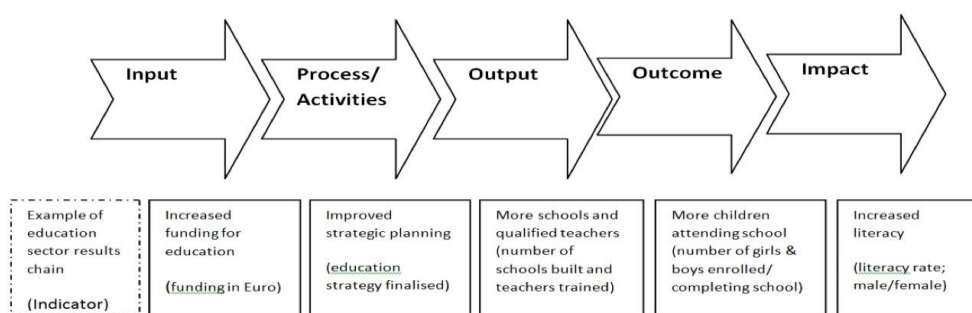 Input
Process/
Activities
Output
Outcome
Impact
Example of
education
sector results
chain
(Indicator)
Increased
funding for
education
(funding in Euro)
Improved
strategic planning
(education
strategy finalised)
More schools and
qualified teachers
(number of
schools built and
teachers trained)
More children
attending school
(number of girls &
boys enrolled/
completing school)
Increased
literacy
(literacy rate;
male/female)